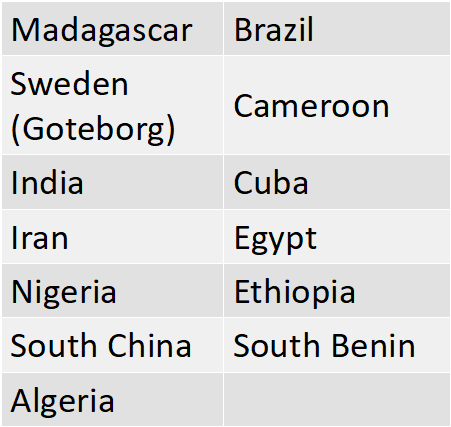 Madagascar Brazil
Sweden
(Goteborg) Cameroon
India Cuba
Iran Egypt
Nigeria Ethiopia
South China South Benin
Algeria